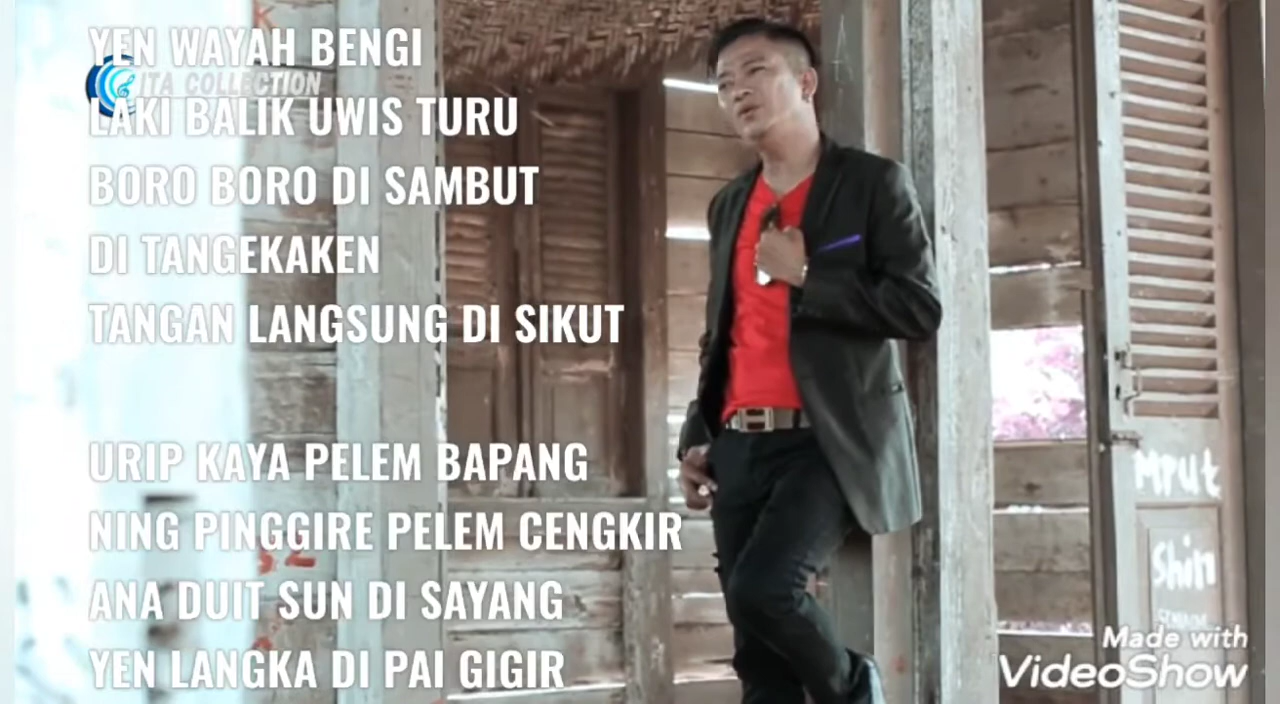 YEN WAYAH BENGI
ITA COLLECTION
LAKI BALIK UWIS TURU
BORO BORO DI SAMBUT
DI TANGEKAKEN
TANGAN LANGSUNG DI SIKUT
URIP KAYA PELEM BAPANG
NING PINGGIRE PELEM CENGKIR
ANA DUIT SUN DI SAYANG
YEN LANGKA DI PAI GIGIR
Mput
Shin
Made with
VideoShow